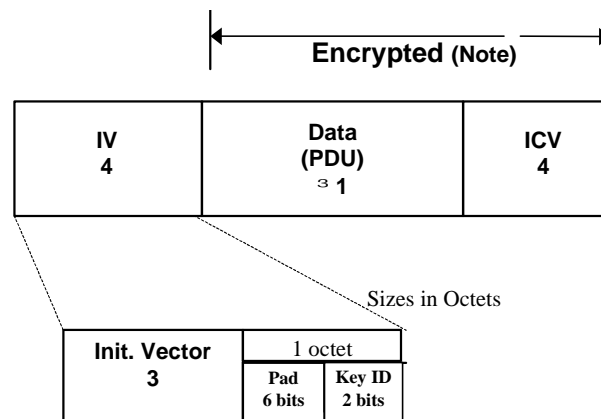 Encrypted (Note)
IV
4
Data
(PDU)
³ 1
ICV
4
Sizes in Octets
Init. Vector
3
1 octet
Pad
6 bits
Key ID
2 bits